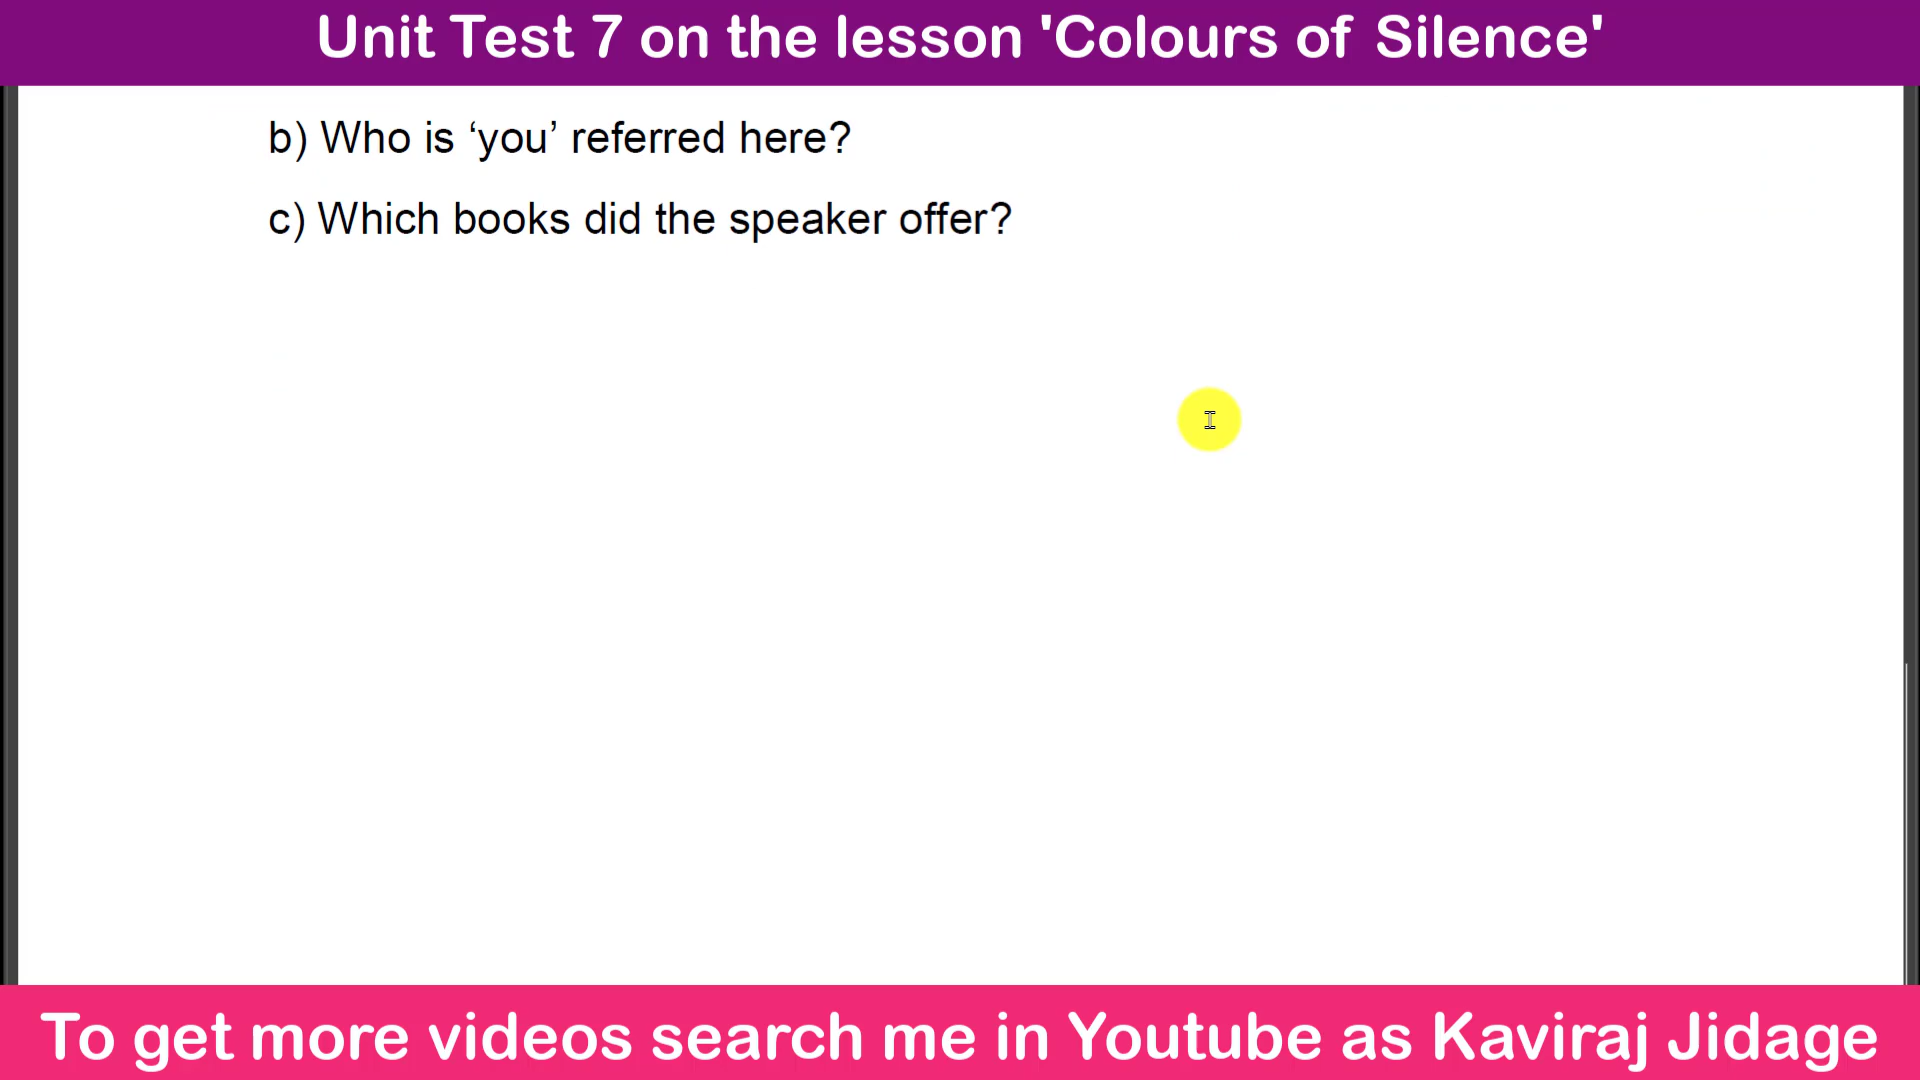 Unit Test 7 on the lesson 'Colours of Silence'
b) Who is ‘you’ referred here?
c) Which books did the speaker offer?
To get more videos search me in Youtube as Kaviraj Jidage